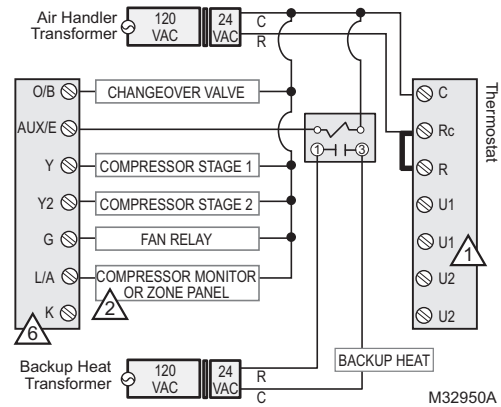 Air Handler
Transformer
120
VAC
24
VAC
C
R
O/B
CHANGEOVER VALVE
AUX/E
1
3
Y
COMPRESSOR STAGE 1
Y2
COMPRESSOR STAGE 2
G
FAN RELAY
L/A
COMPRESSOR MONITOR
OR ZONE PANEL
2
K
6
C
Rc
R
U1
U1
1
U2
U2
Thermostat
Backup Heat
Transformer
120
VAC
24
VAC
R
C
BACKUP HEAT
M32950A